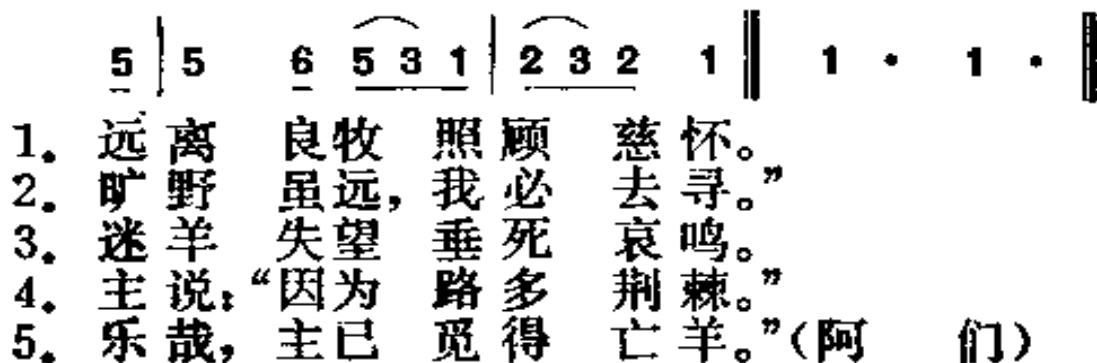 5 | 5 6 5 3 1 | 2 3 2 1 ‖ 1 · 1 · ‖
1. 远离 良牧 照顾 慈怀。
2. 旷野 虽远，我必 去寻。”
3. 迷羊 失望 垂死 哀鸣。
4. 主说：“因为 路多 荆棘。”
5. 乐哉，主已 觅得 亡羊。”（阿 们）